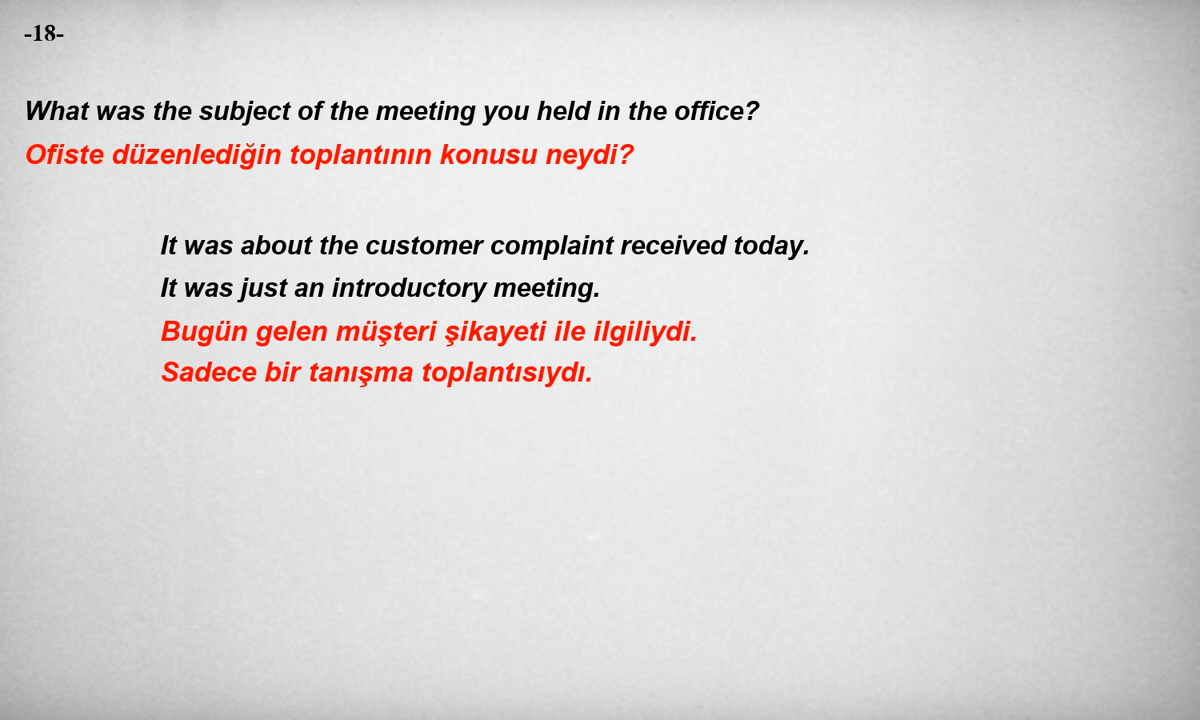 -18-
What was the subject of the meeting you held in the office?
Ofiste düzenlediğin toplantının konusu neydi?
It was about the customer complaint received today.
It was just an introductory meeting.
Bugün gelen müşteri şikayeti ile ilgiliydi.
Sadece bir tanışma toplantısıydı.